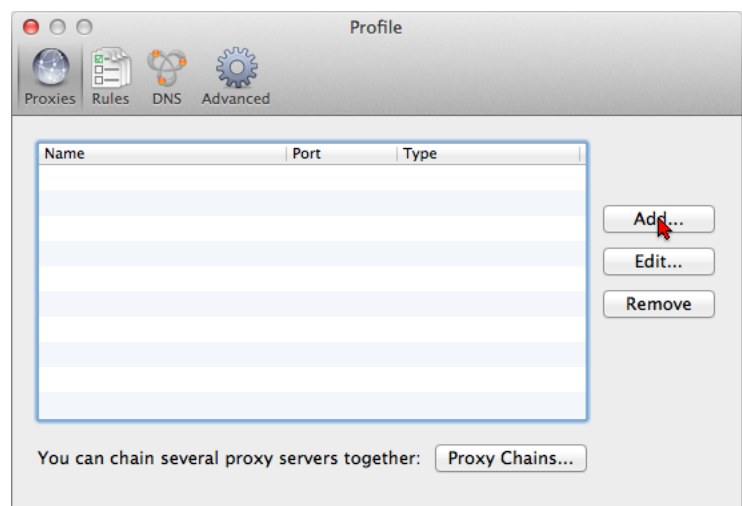 Profile
Proxies Rules DNS Advanced
Name Port Type
Add...
Edit...
Remove
You can chain several proxy servers together: Proxy Chains...